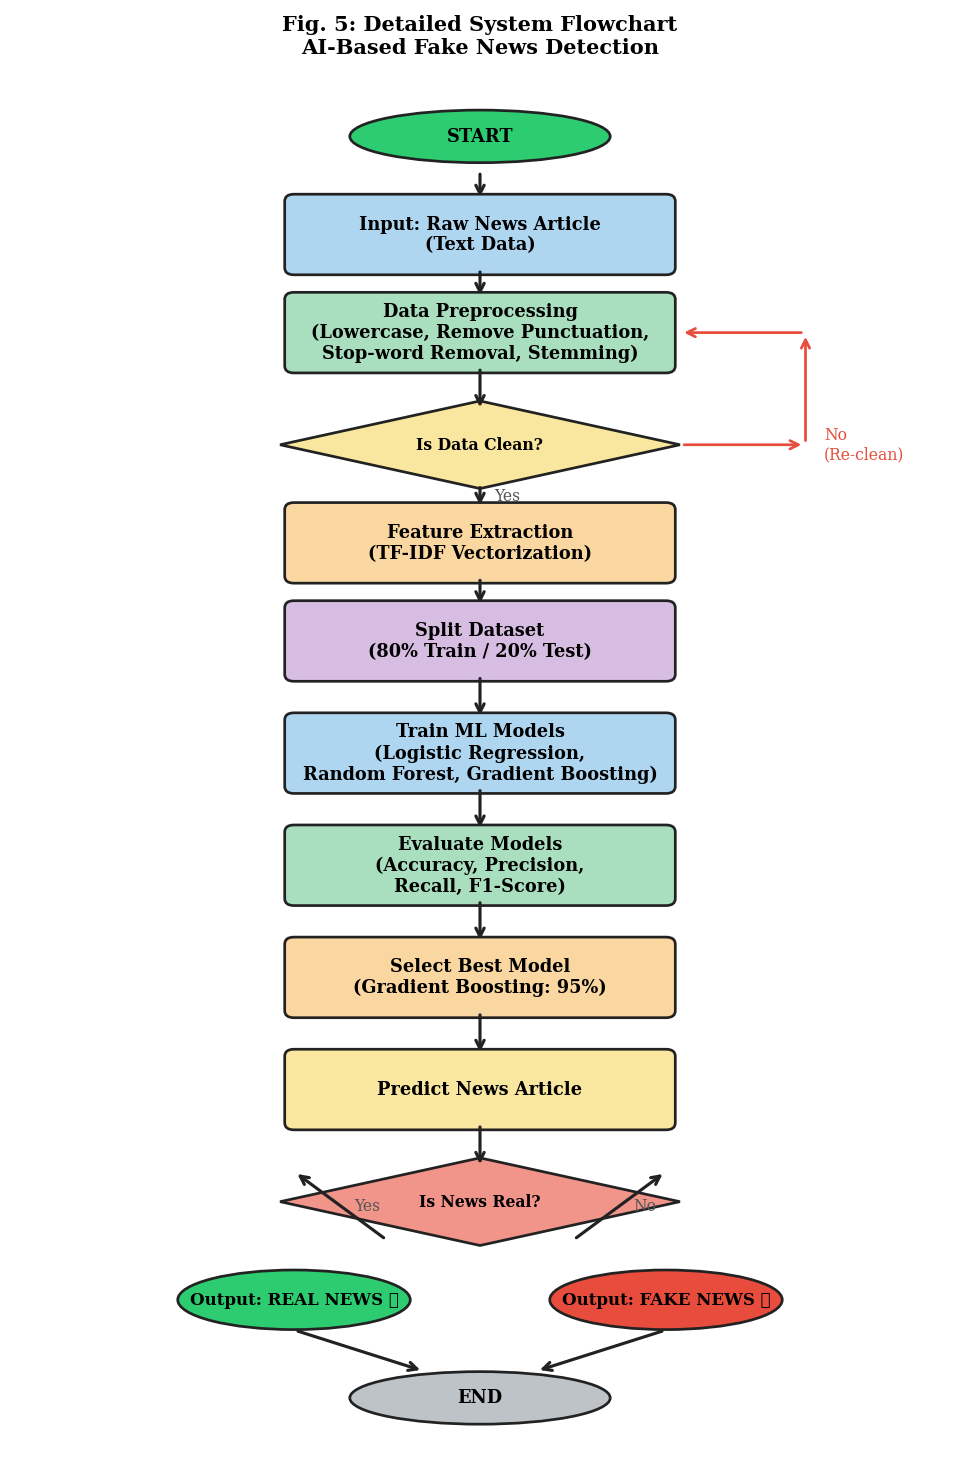 Fig. 5: Detailed System Flowchart
AI-Based Fake News Detection
START
Input: Raw News Article
(Text Data)
Data Preprocessing
(Lowercase, Remove Punctuation,
Stop-word Removal, Stemming)
Is Data Clean?
No
(Re-clean)
Yes
Feature Extraction
(TF-IDF Vectorization)
Split Dataset
(80% Train / 20% Test)
Train ML Models
(Logistic Regression,
Random Forest, Gradient Boosting)
Evaluate Models
(Accuracy, Precision,
Recall, F1-Score)
Select Best Model
(Gradient Boosting: 95%)
Predict News Article
Is News Real?
Yes
No
Output: REAL NEWS
Output: FAKE NEWS
END